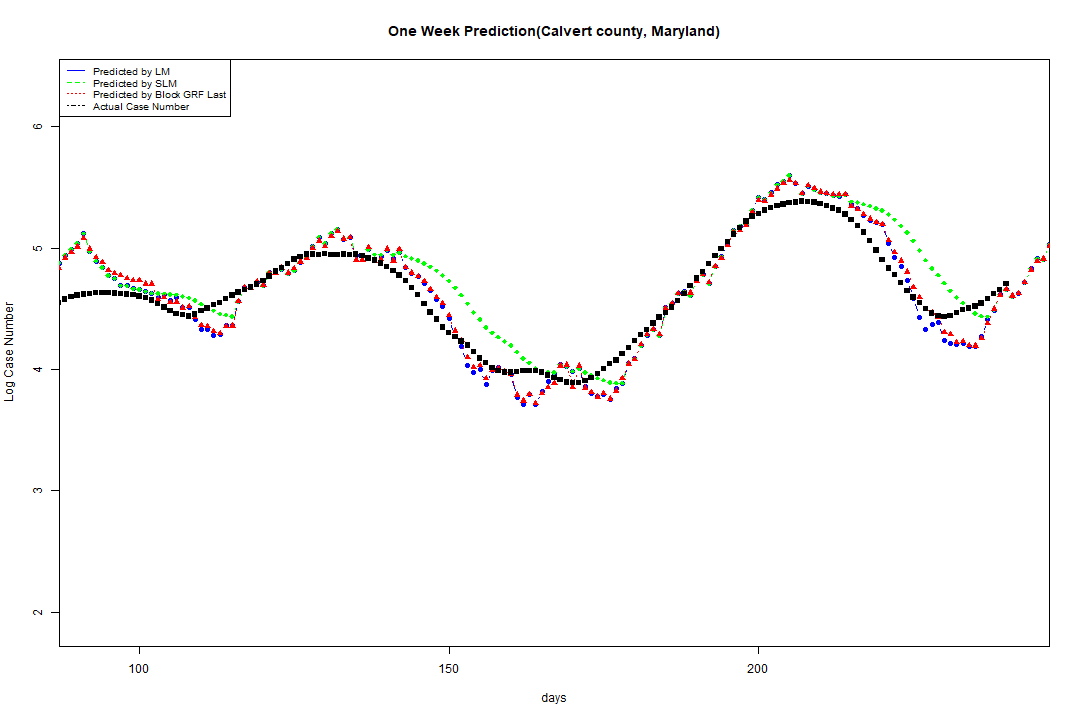 One Week Prediction(Calvert county, Maryland)
Predicted by LM
Predicted by SLM
Predicted by Block GRF Last
Actual Case Number
6
5
4
3
2
Log Case Number
100 150 200
days